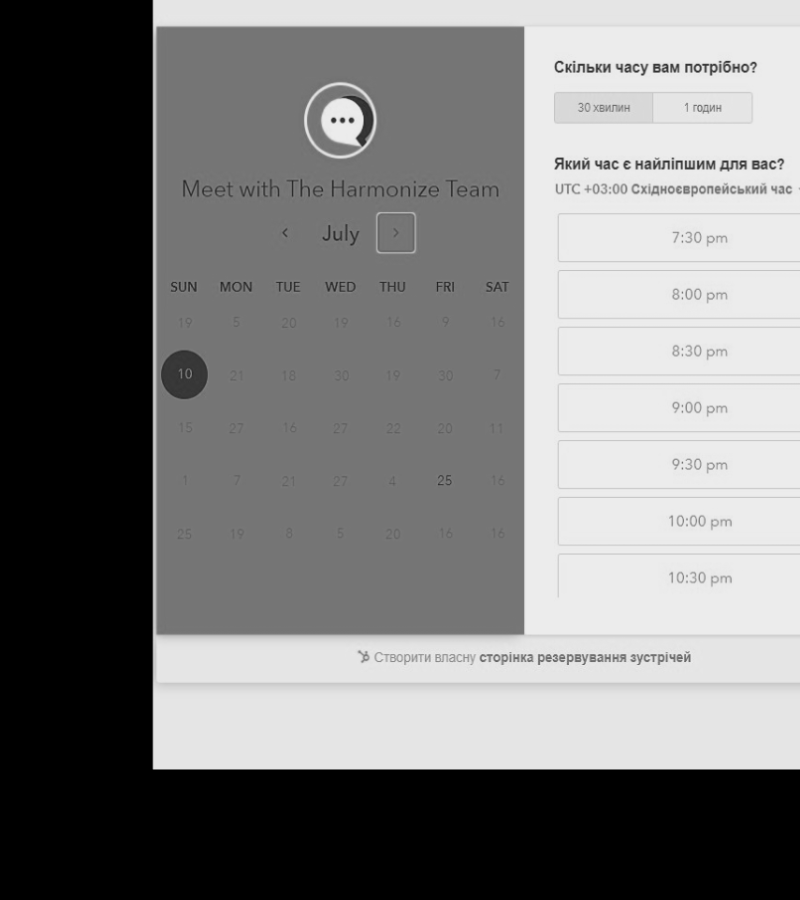 Meet with The Harmonize Team
July
SUN MON TUE WED THU FRI SAT
19 5 20 19 16 9 16
10 21 18 30 19 30 7
15 27 16 27 22 20 11
1 7 21 27 4 25 16
25 19 8 5 20 16 16
Скільки часу вам потрібно?
30 хвилин 1 годин
Який час є найліпшим для вас?
UTC +03:00 Східноєвропейський час
7:30 pm
8:00 pm
8:30 pm
9:00 pm
9:30 pm
10:00 pm
10:30 pm
Створити власну сторінка резервування зустрічей